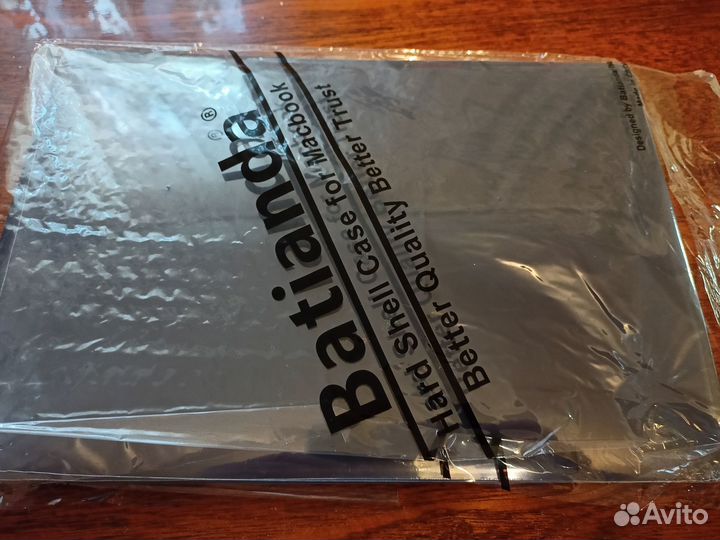 Batianda®
Hard Shell Case for Macbook
Better Quality Better Trust
Designed by
Avito